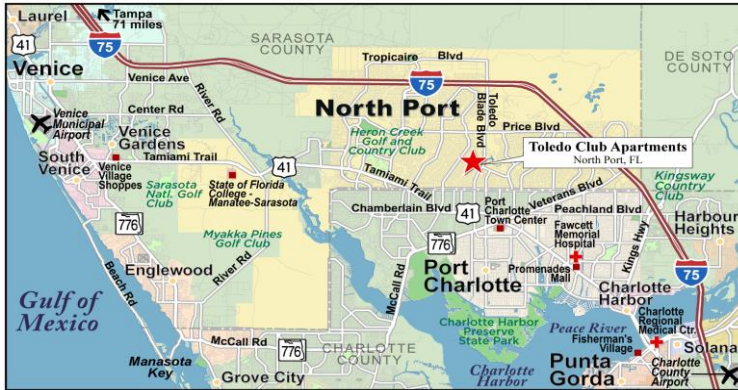 Laurel
Tampa
71 miles
41
75
SARASOTA
COUNTY
Tropicaire Blvd
DE SOTO
COUNTY
Venice
Venice Ave
River Rd
75
Toledo
Blade Blvd
Center Rd
North Port
Price Blvd
Venice
Municipal
Airport
Venice
Gardens
Heron Creek
Golf and
Country Club
Toledo Club Apartments
North Port, FL
South
Venice
Tamiami Trail
41
Tamiami Trail
Kingsway
Country
Club
Venice
Village
Shoppes
Sarasota
Natl. Golf
Club
State of Florida
College -
Manatee-Sarasota
Veterans Blvd
776
Chamberlain Blvd
41
Port
Charlotte
Town Center
Peachland Blvd
Harbour
Heights
Myakka Pines
Golf Club
776
Fawcett
Memorial
Hospital
Kings Hwy
Beach Rd
Englewood
River Rd
McCall Rd
Port
Charlotte
Promenades
Mall
75
Gulf of
Mexico
Charlotte
Harbor
Charlotte Harbor
Preserve
State Park
Peace River
Charlotte
Regional
Medical Ctr.
McCall Rd
776
CHARLOTTE
COUNTY
Fisherman's
Village
Solana
Manasota
Key
Grove City
Charlotte
Harbor
Punta
Gorda
Charlotte
County
Airport